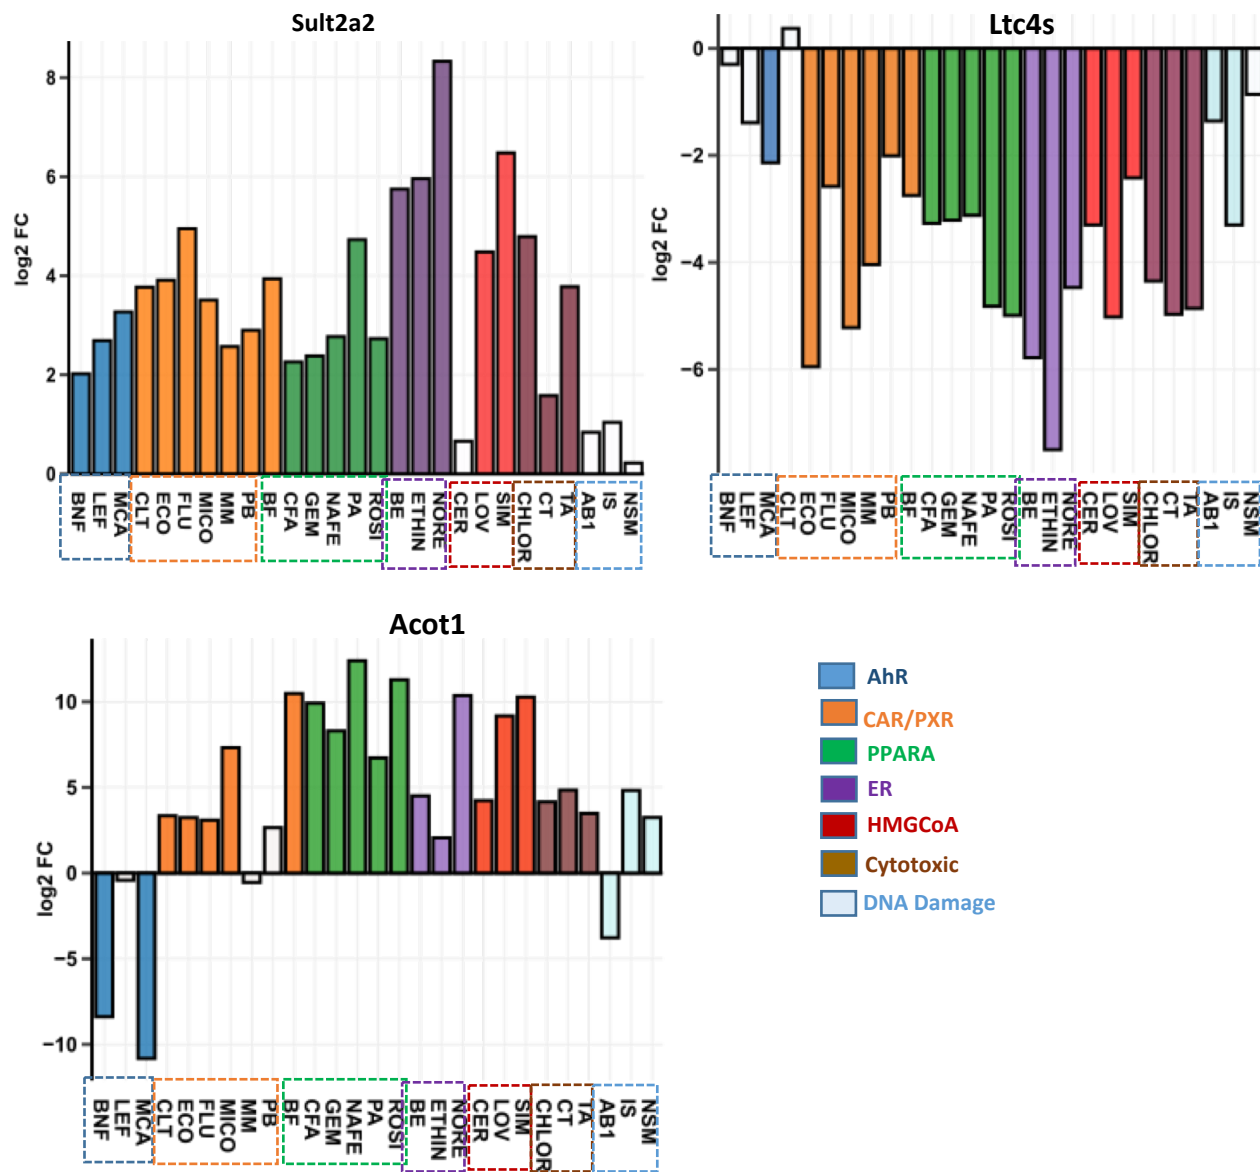 Sult2a2
log2 FC
8
6
4
2
0
BNF LEF MCA CLT ECO FLU MICO MM PB BF CFA GEM NAFE PA ROSI BE ETHIN NORE CER LOV SIM CHLOR CT TA AB1 IS NSM
Ltc4s
log2 FC
0
−2
−4
−6
BNF LEF MCA CLT ECO FLU MICO MM PB BF CFA GEM NAFE PA ROSI BE ETHIN NORE CER LOV SIM CHLOR CT TA AB1 IS NSM
Acot1
log2 FC
10
5
0
−5
−10
BNF LEF MCA CLT ECO FLU MICO MM PB BF CFA GEM NAFE PA ROSI BE ETHIN NORE CER LOV SIM CHLOR CT TA AB1 IS NSM
AhR
CAR/PXR
PPARA
ER
HMGCoA
Cytotoxic
DNA Damage